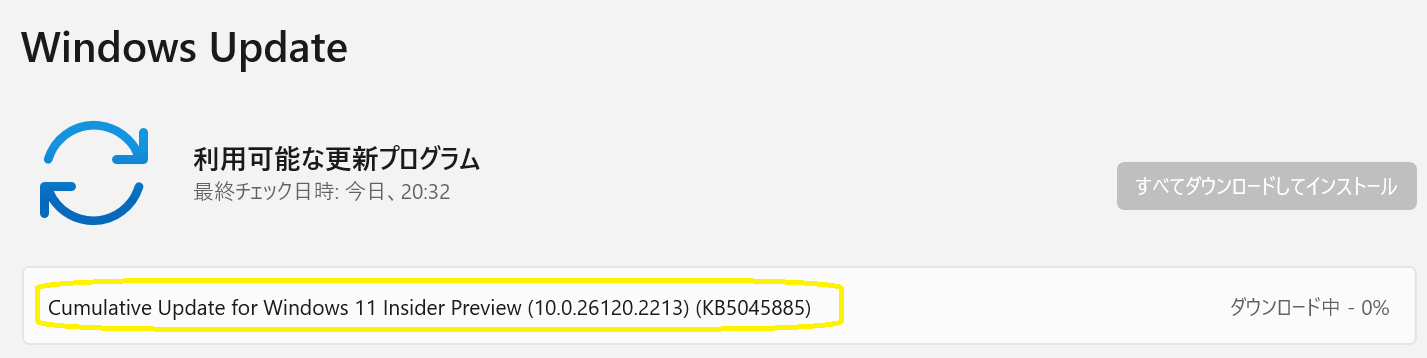 Windows Update
利用可能な更新プログラム
最終チェック日時: 今日、20:32
すべてダウンロードしてインストール
Cumulative Update for Windows 11 Insider Preview (10.0.26120.2213) (KB5045885)
ダウンロード中 - 0%